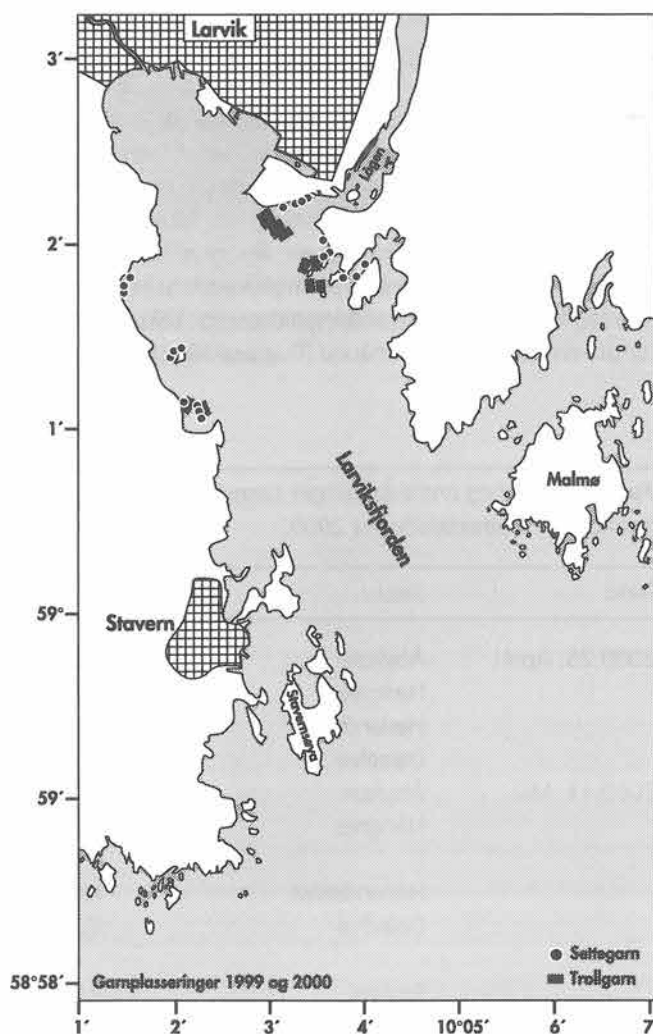 Larvik
3'
Lågen
2'
1'
Larviksfjorden
Malmø
59°
Stavern
Stavernsøya
59'
Settegarn
Trollgarn
58°58'
Garnplasseringer 1999 og 2000
1' 2' 3' 4' 10°05' 6' 7'